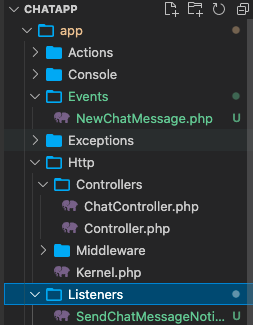 CHATAPP
app
Actions
Console
Events
NewChatMessage.php U
Exceptions
Http
Controllers
ChatController.php
Controller.php
Middleware
Kernel.php
Listeners
SendChatMessageNoti... U